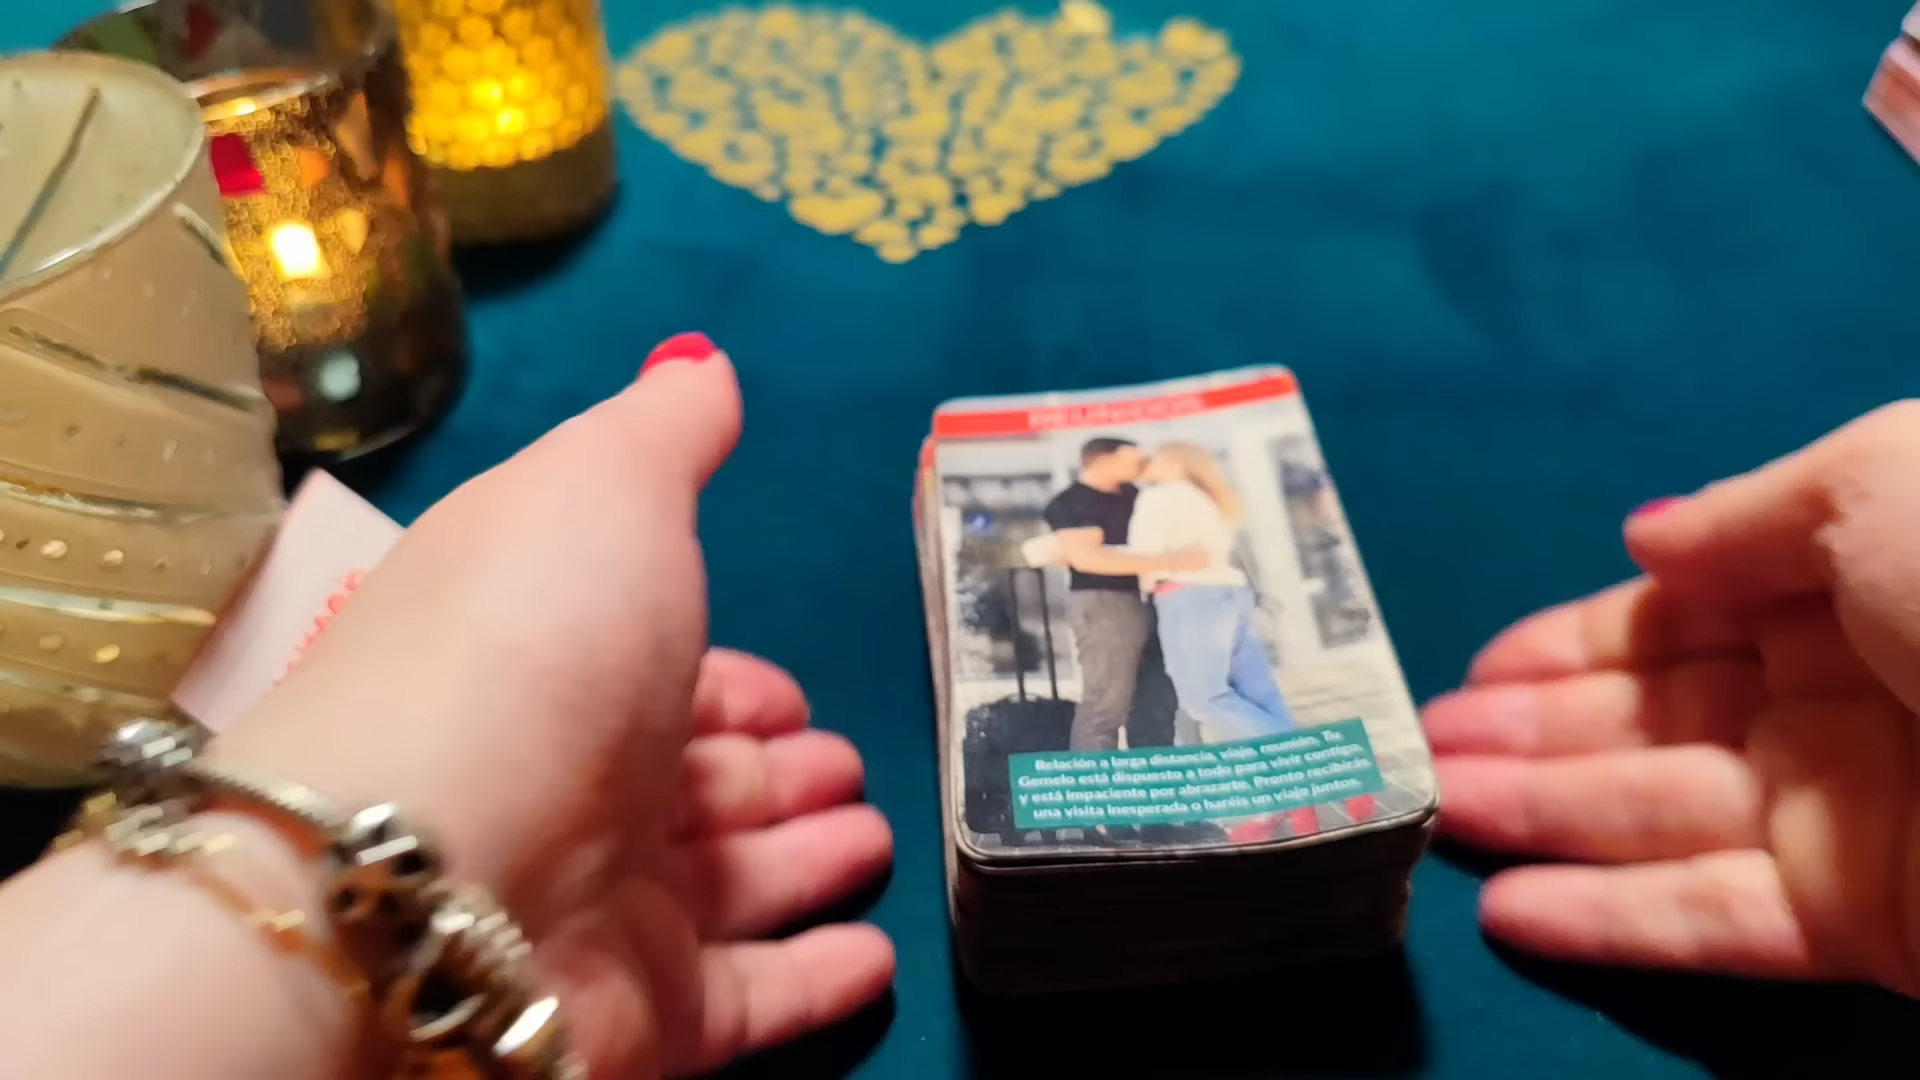 REUNIDOS
Relación a larga distancia, viaje, reunión. Tu
Gemelo está dispuesto a todo para vivir contigo,
y está impaciente por abrazarte. Pronto recibirás
una visita inesperada o haréis un viaje juntos.